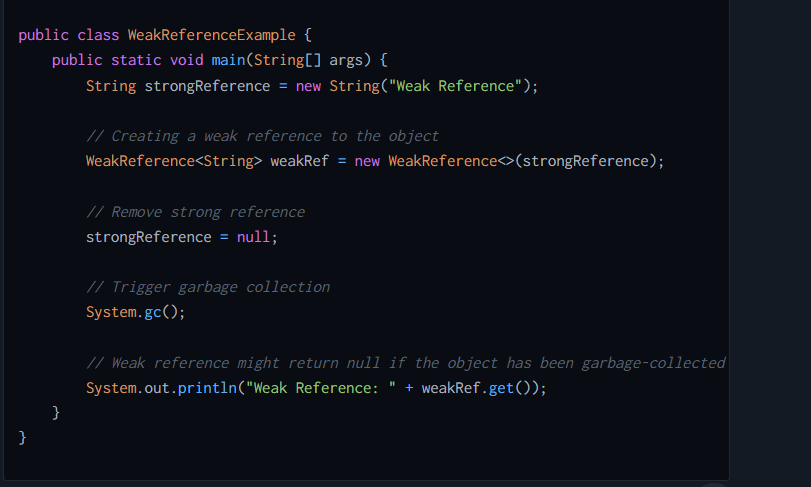 public class WeakReferenceExample {
    public static void main(String[] args) {
        String strongReference = new String("Weak Reference");
        // Creating a weak reference to the object
        WeakReference<String> weakRef = new WeakReference<>(strongReference);
        // Remove strong reference
        strongReference = null;
        // Trigger garbage collection
        System.gc();
        // Weak reference might return null if the object has been garbage-collected
        System.out.println("Weak Reference: " + weakRef.get());
    }
}